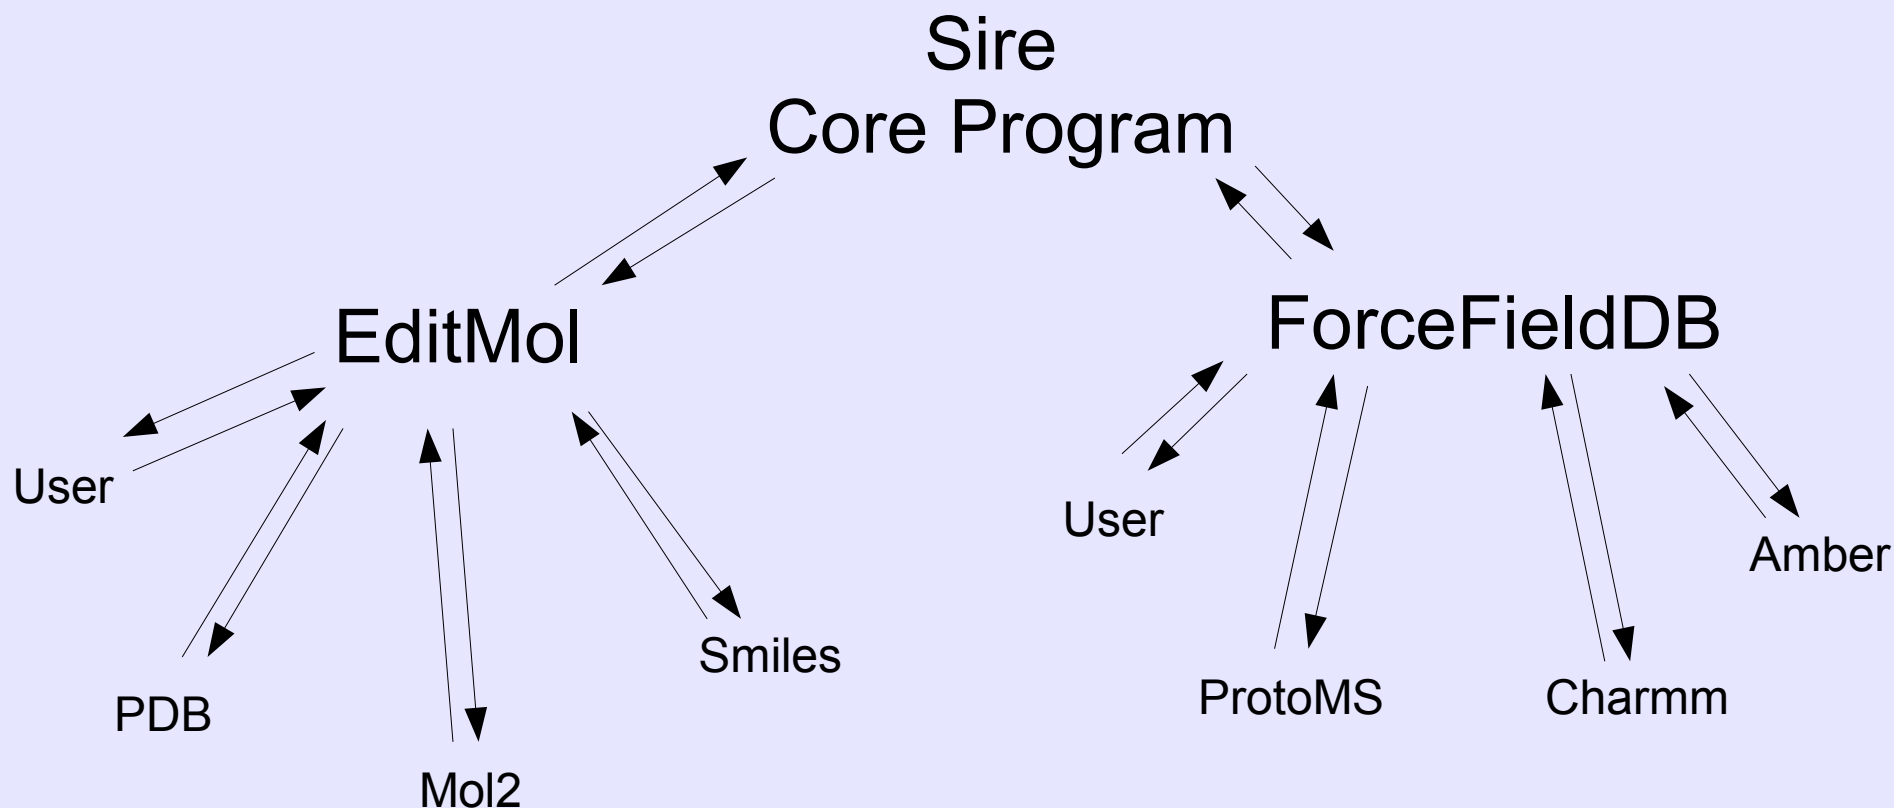 Sire
Core Program
EditMol
ForceFieldDB
User
PDB
Mol2
Smiles
User
ProtoMS
Charmm
Amber